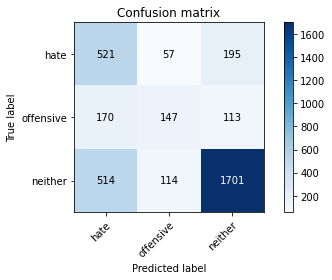 Confusion matrix
True label
hate 521 57 195
offensive 170 147 113
neither 514 114 1701
hate offensive neither
Predicted label
1600
1400
1200
1000
800
600
400
200